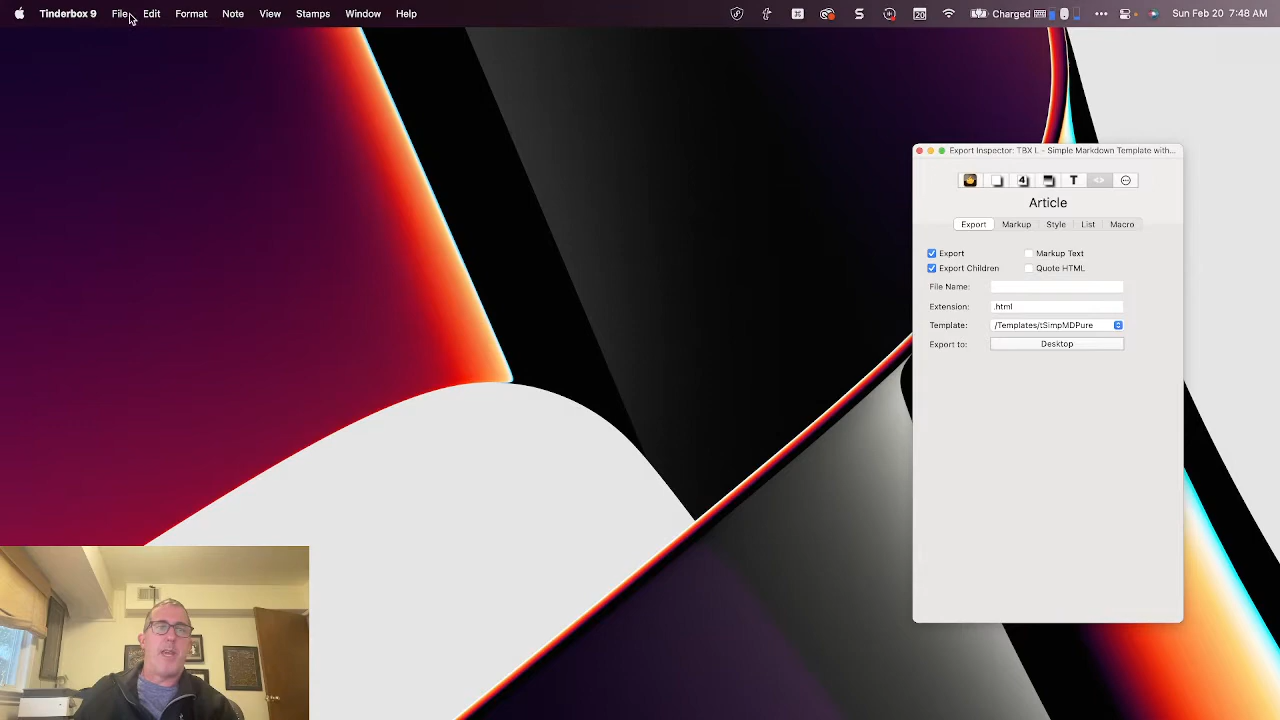 Tinderbox 9 File Edit Format Note View Stamps Window Help 20 Charged Sun Feb 20 7:48 AM
Export Inspector: TBX L - Simple Markdown Template with...
4 T
Article
Export Markup Style List Macro
Export Markup Text
Export Children Quote HTML
File Name:
Extension: .html
Template: /Templates/tSimpMDPure
Export to: Desktop